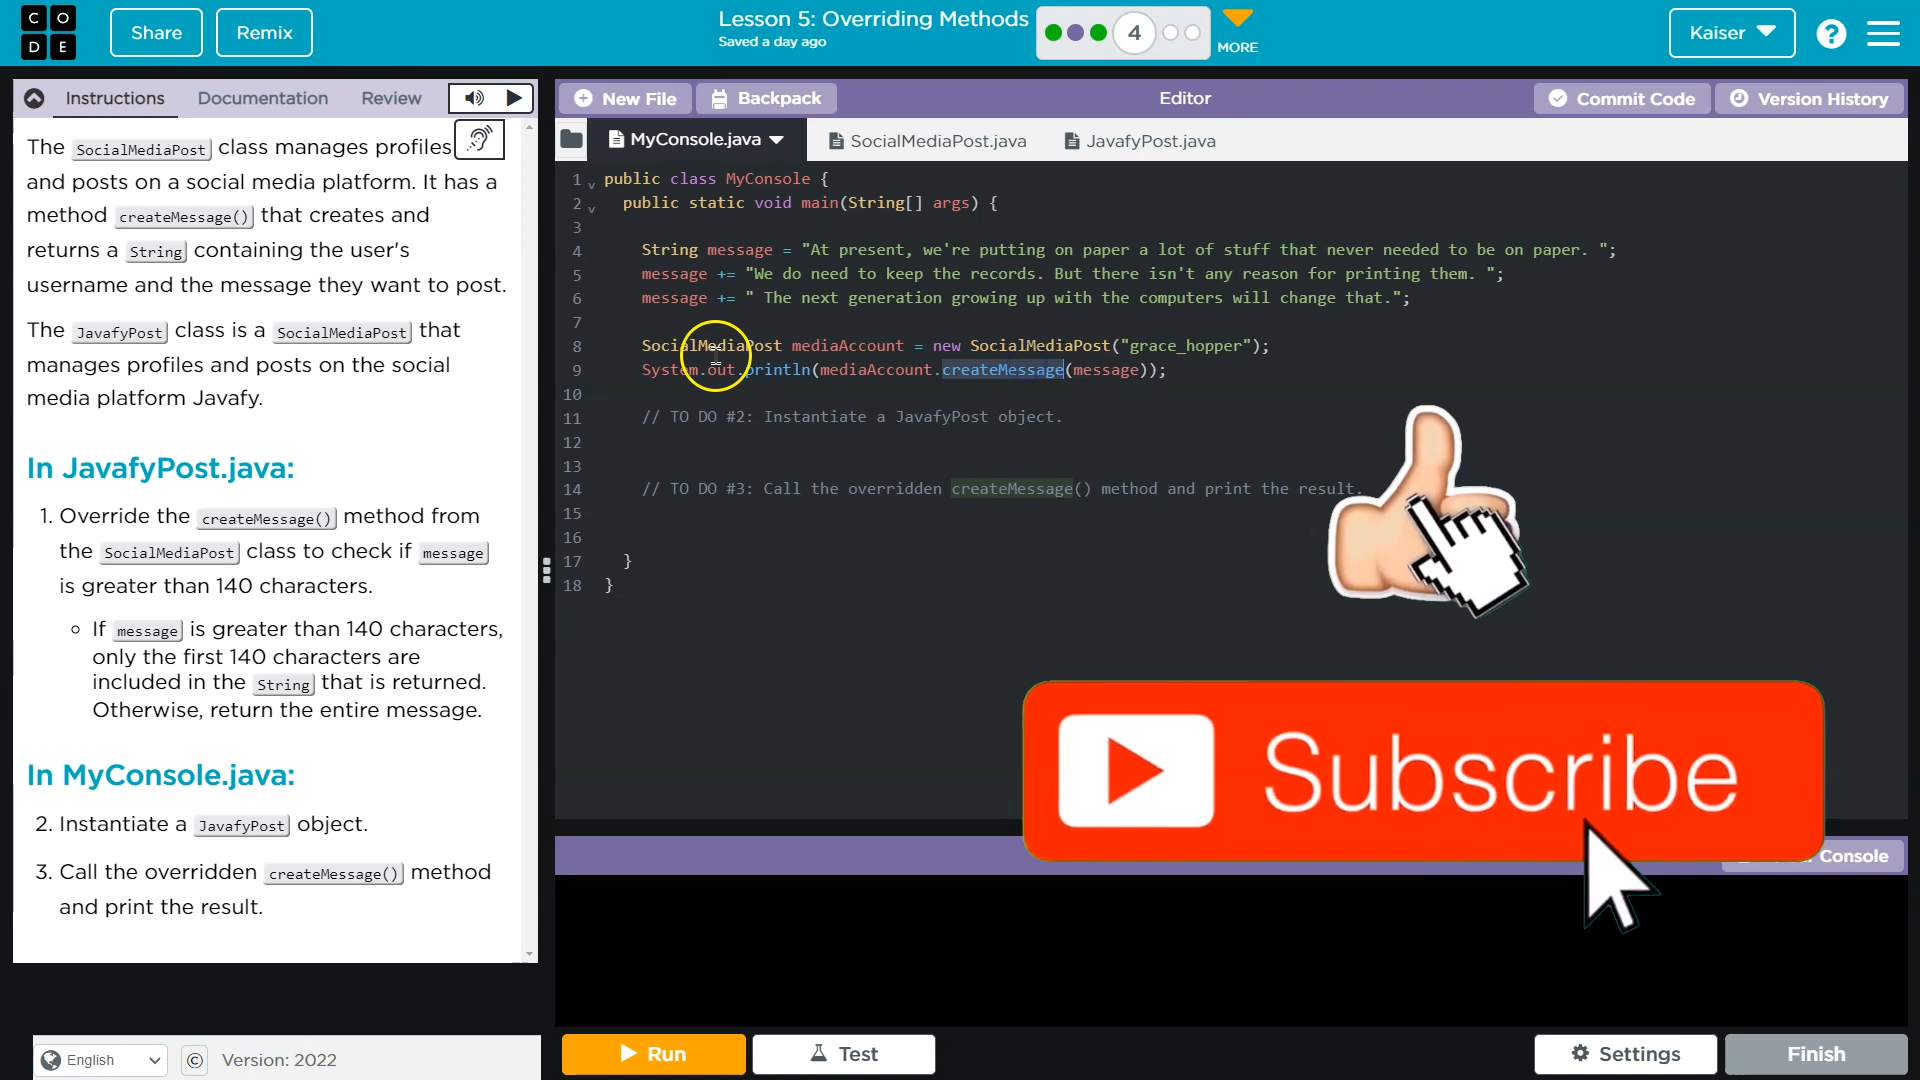 C O
D E
Share
Remix
Lesson 5: Overriding Methods
Saved a day ago
4
MORE
Kaiser
?
Instructions
Documentation
Review
The SocialMediaPost class manages profiles
and posts on a social media platform. It has a
method createMessage() that creates and
returns a String containing the user's
username and the message they want to post.
The JavafyPost class is a SocialMediaPost that
manages profiles and posts on the social
media platform Javafy.
In JavafyPost.java:
1. Override the createMessage() method from
the SocialMediaPost class to check if message
is greater than 140 characters.
If message is greater than 140 characters,
only the first 140 characters are
included in the String that is returned.
Otherwise, return the entire message.
In MyConsole.java:
2. Instantiate a JavafyPost object.
3. Call the overridden createMessage() method
and print the result.
English
©
Version: 2022
New File
Backpack
Editor
Commit Code
Version History
MyConsole.java
SocialMediaPost.java
JavafyPost.java
1 public class MyConsole {
2 public static void main(String[] args) {
3
4 String message = "At present, we're putting on paper a lot of stuff that never needed to be on paper. ";
5 message += "We do need to keep the records. But there isn't any reason for printing them. ";
6 message += " The next generation growing up with the computers will change that.";
7
8 SocialMediaPost mediaAccount = new SocialMediaPost("grace_hopper");
9 System.out.println(mediaAccount.createMessage(message));
10
11 // TO DO #2: Instantiate a JavafyPost object.
12
13
14 // TO DO #3: Call the overridden createMessage() method and print the result.
15
16
17 }
18 }
Subscribe
Console
Run
Test
Settings
Finish